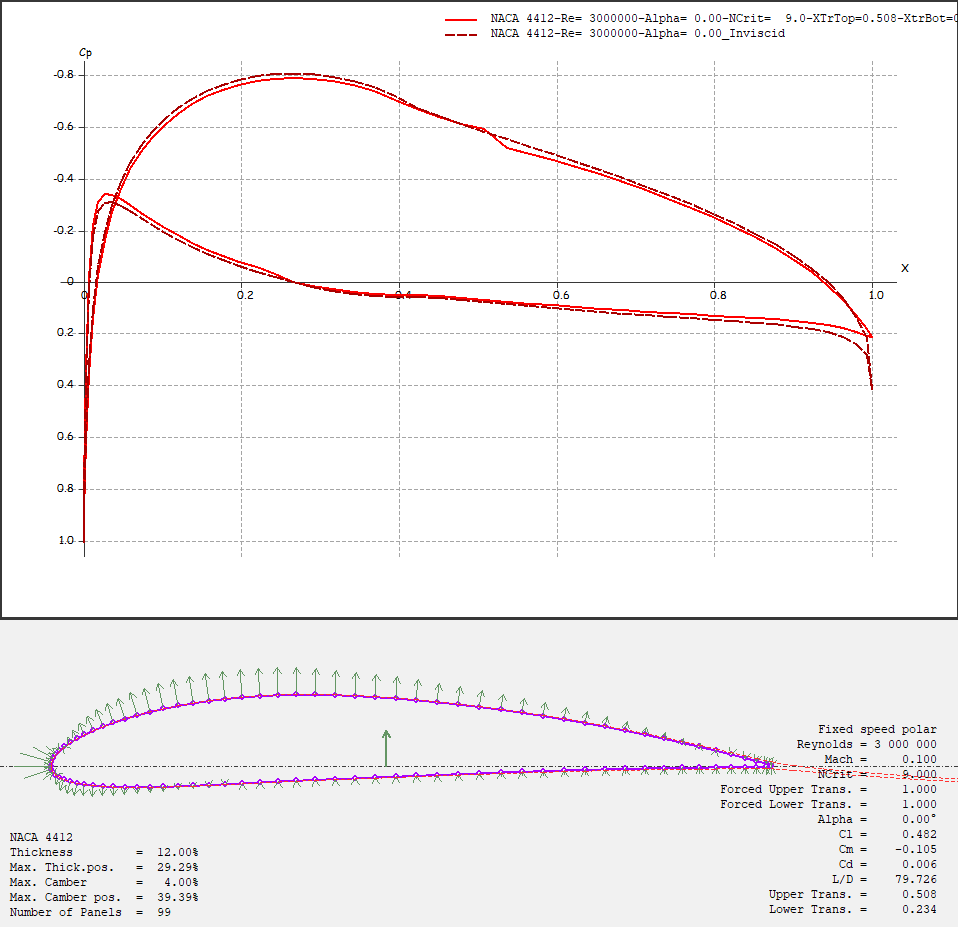 NACA 4412-Re= 3000000-Alpha= 0.00-NCrit= 9.0-XTrTop=0.508-XtrBot=0
NACA 4412-Re= 3000000-Alpha= 0.00_Inviscid
Cp
-0.8
-0.6
-0.4
-0.2
-0
X
0 0.2 0.4 0.6 0.8 1.0
0.2
0.4
0.6
0.8
1.0
Fixed speed polar
Reynolds = 3 000 000
Mach = 0.100
NCrit = 9.000
Forced Upper Trans. = 1.000
Forced Lower Trans. = 1.000
Alpha = 0.00°
Cl = 0.482
Cm = -0.105
Cd = 0.006
L/D = 79.726
Upper Trans. = 0.508
Lower Trans. = 0.234
NACA 4412
Thickness = 12.00%
Max. Thick.pos. = 29.29%
Max. Camber = 4.00%
Max. Camber pos. = 39.39%
Number of Panels = 99